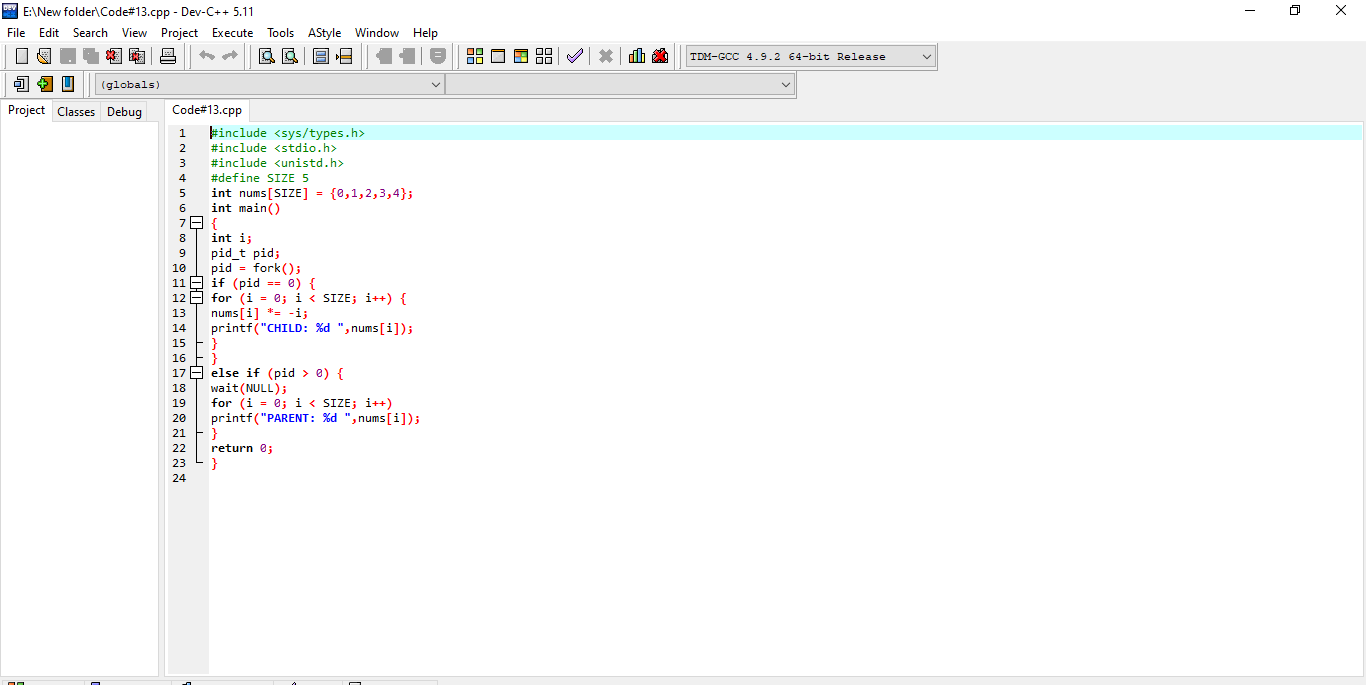 E:\New folder\Code#13.cpp - Dev-C++ 5.11
File Edit Search View Project Execute Tools AStyle Window Help
TDM-GCC 4.9.2 64-bit Release
(globals)
Project Classes Debug Code#13.cpp
1 #include <sys/types.h>
2 #include <stdio.h>
3 #include <unistd.h>
4 #define SIZE 5
5 int nums[SIZE] = {0,1,2,3,4};
6 int main()
7 {
8 int i;
9 pid_t pid;
10 pid = fork();
11 if (pid == 0) {
12 for (i = 0; i < SIZE; i++) {
13 nums[i] *= -i;
14 printf("CHILD: %d ",nums[i]);
15 }
16 }
17 else if (pid > 0) {
18 wait(NULL);
19 for (i = 0; i < SIZE; i++)
20 printf("PARENT: %d ",nums[i]);
21 }
22 return 0;
23 }
24